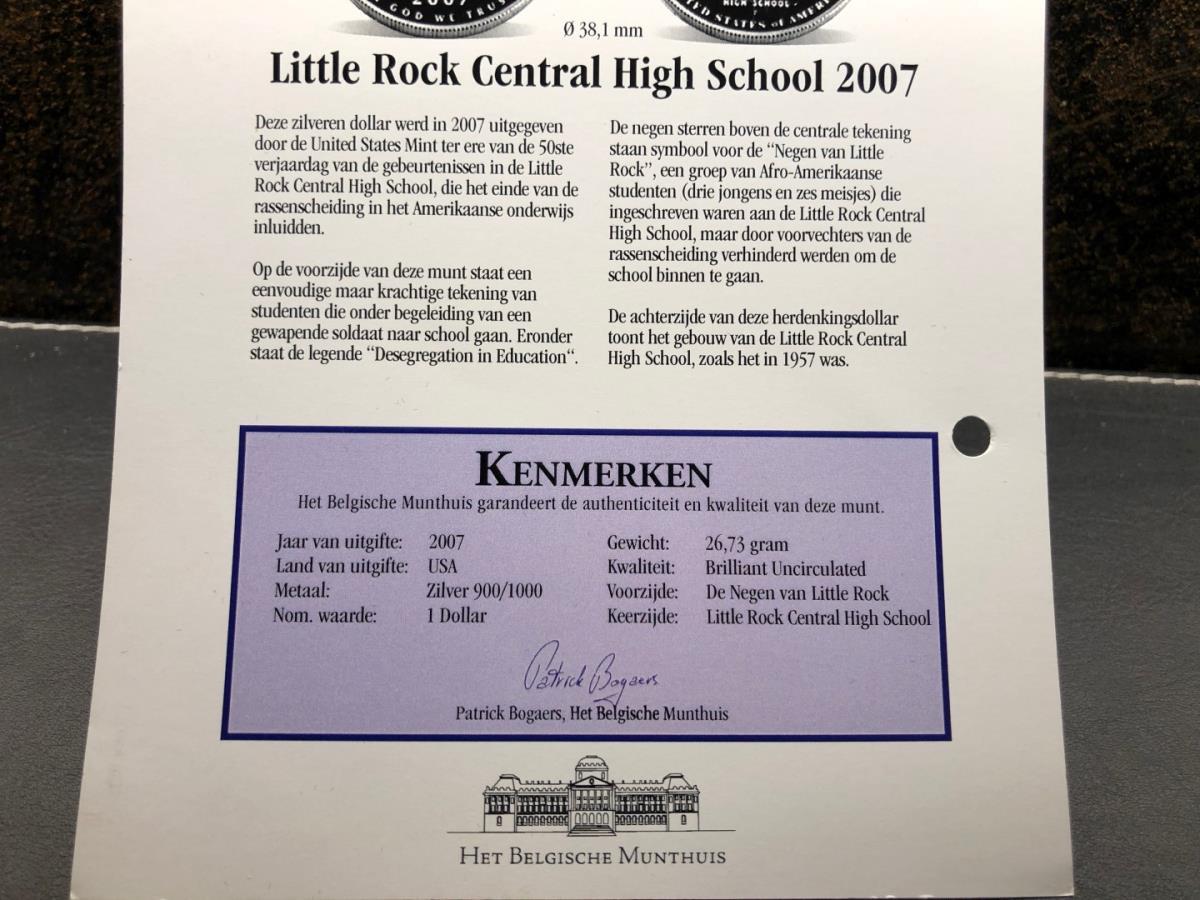 2007
GOD WE TRUS
HIGH SCHOOL
ED STATES of AMERI
Ø 38,1 mm
Little Rock Central High School 2007
Deze zilveren dollar werd in 2007 uitgegeven
door de United States Mint ter ere van de 50ste
verjaardag van de gebeurtenissen in de Little
Rock Central High School, die het einde van de
rassenscheiding in het Amerikaanse onderwijs
inluidden.
Op de voorzijde van deze munt staat een
eenvoudige maar krachtige tekening van
studenten die onder begeleiding van een
gewapende soldaat naar school gaan. Eronder
staat de legende “Desegregation in Education“.
De negen sterren boven de centrale tekening
staan symbool voor de “Negen van Little
Rock”, een groep van Afro-Amerikaanse
studenten (drie jongens en zes meisjes) die
ingeschreven waren aan de Little Rock Central
High School, maar door voorvechters van de
rassenscheiding verhinderd werden om de
school binnen te gaan.
De achterzijde van deze herdenkingsdollar
toont het gebouw van de Little Rock Central
High School, zoals het in 1957 was.
KENMERKEN
Het Belgische Munthuis garandeert de authenticiteit en kwaliteit van deze munt.
Jaar van uitgifte: 2007
Land van uitgifte: USA
Metaal: Zilver 900/1000
Nom. waarde: 1 Dollar
Gewicht: 26,73 gram
Kwaliteit: Brilliant Uncirculated
Voorzijde: De Negen van Little Rock
Keerzijde: Little Rock Central High School
Patrick Bogaers
Patrick Bogaers, Het Belgische Munthuis
HET BELGISCHE MUNTHUIS